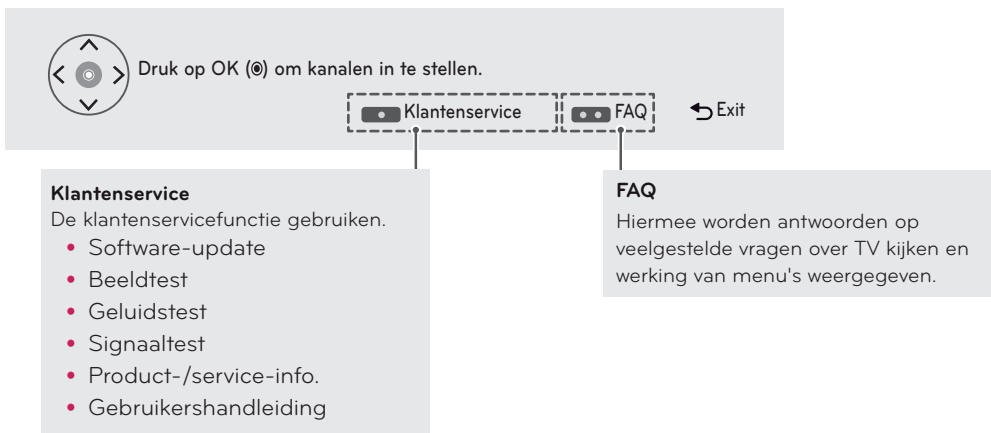 Druk op OK (◉) om kanalen in te stellen.
Klantenservice FAQ Exit
Klantenservice
De klantenservicefunctie gebruiken.
• Software-update
• Beeldtest
• Geluidstest
• Signaaltest
• Product-/service-info.
• Gebruikershandleiding
FAQ
Hiermee worden antwoorden op
veelgestelde vragen over TV kijken en
werking van menu's weergegeven.